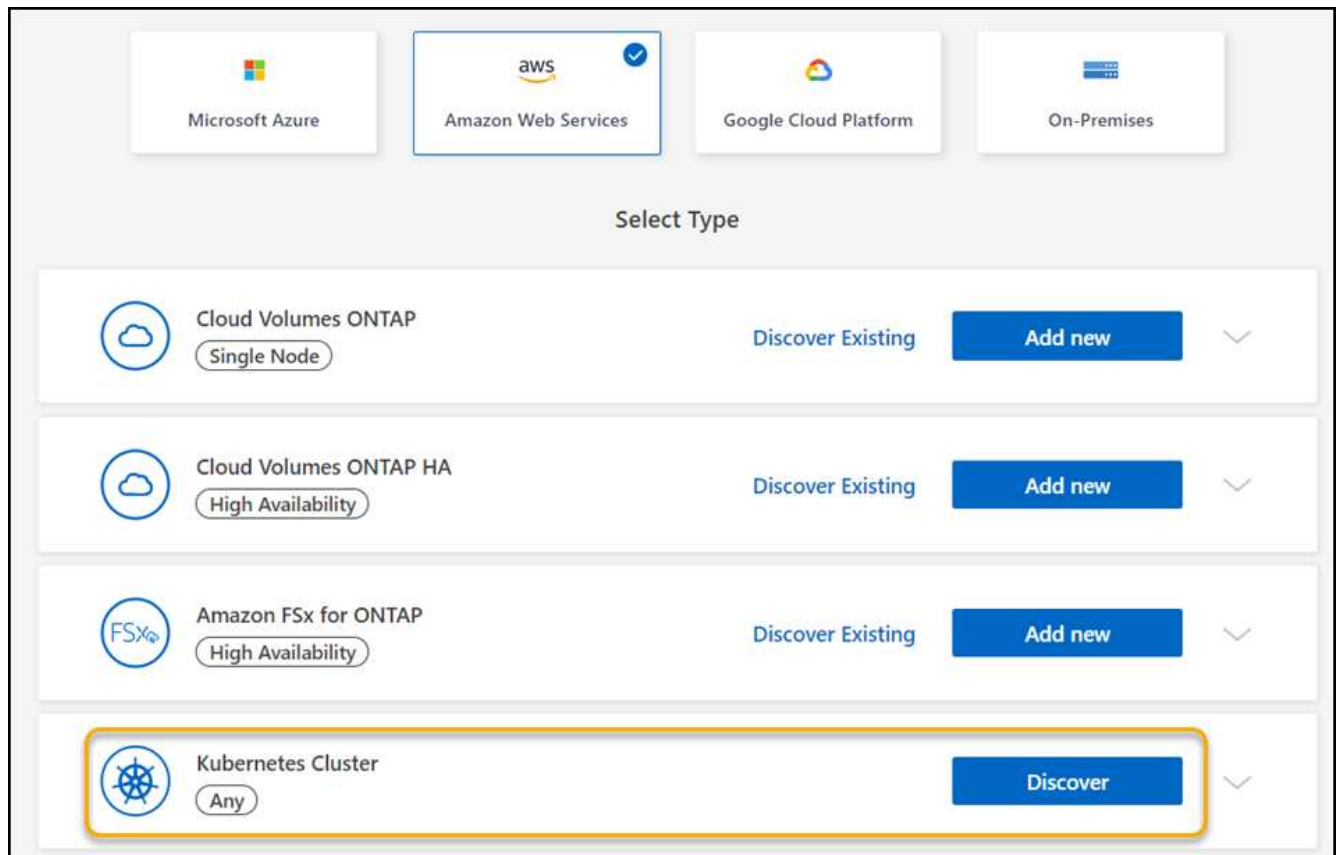 aws
Microsoft Azure
Amazon Web Services
Google Cloud Platform
On-Premises
Select Type
Cloud Volumes ONTAP
Single Node
Discover Existing
Add new
Cloud Volumes ONTAP HA
High Availability
Discover Existing
Add new
FSx
Amazon FSx for ONTAP
High Availability
Discover Existing
Add new
Kubernetes Cluster
Any
Discover